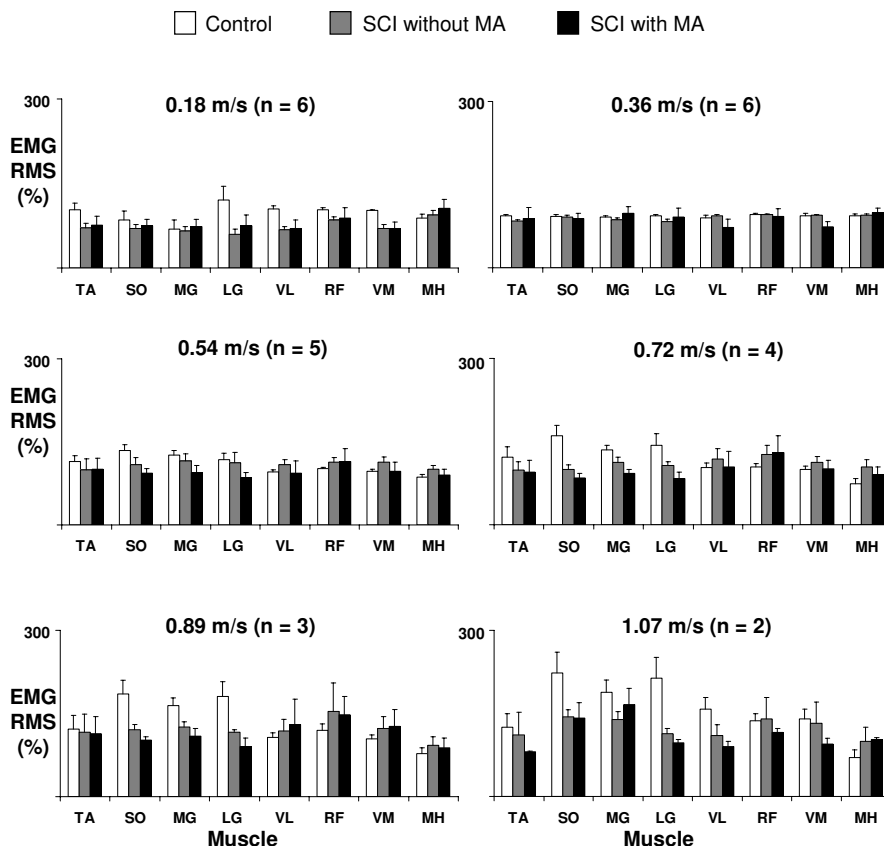 Control SCI without MA SCI with MA
0.18 m/s (n = 6) 0.36 m/s (n = 6)
300 300
EMG
RMS
(%)
TA SO MG LG VL RF VM MH TA SO MG LG VL RF VM MH
0.54 m/s (n = 5) 0.72 m/s (n = 4)
300 300
EMG
RMS
(%)
TA SO MG LG VL RF VM MH TA SO MG LG VL RF VM MH
0.89 m/s (n = 3) 1.07 m/s (n = 2)
300 300
EMG
RMS
(%)
TA SO MG LG VL RF VM MH TA SO MG LG VL RF VM MH
Muscle Muscle